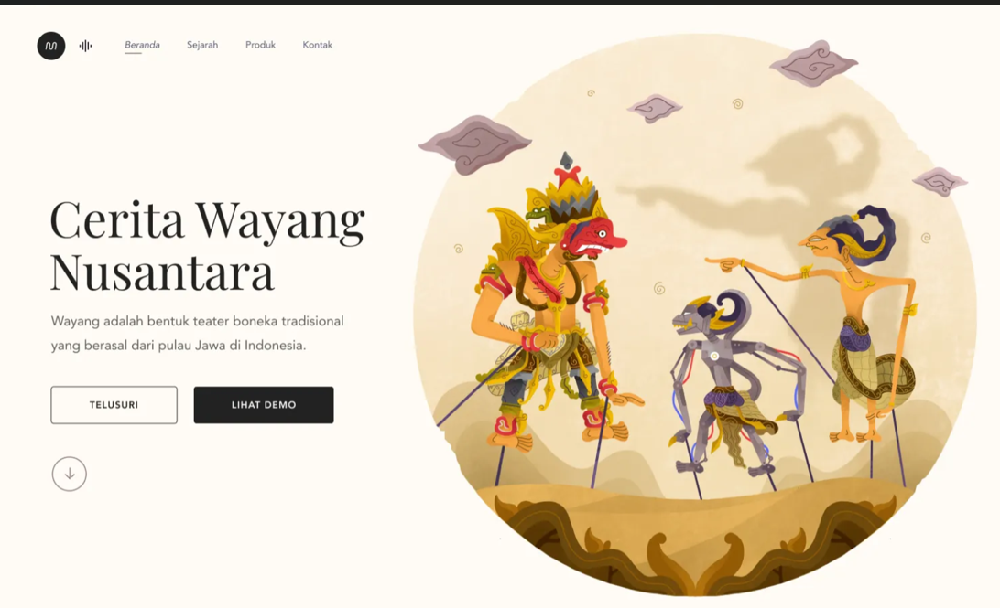 Beranda
Sejarah
Produk
Kontak
Cerita Wayang
Nusantara
Wayang adalah bentuk teater boneka tradisional
yang berasal dari pulau Jawa di Indonesia.
TELUSURI
LIHAT DEMO